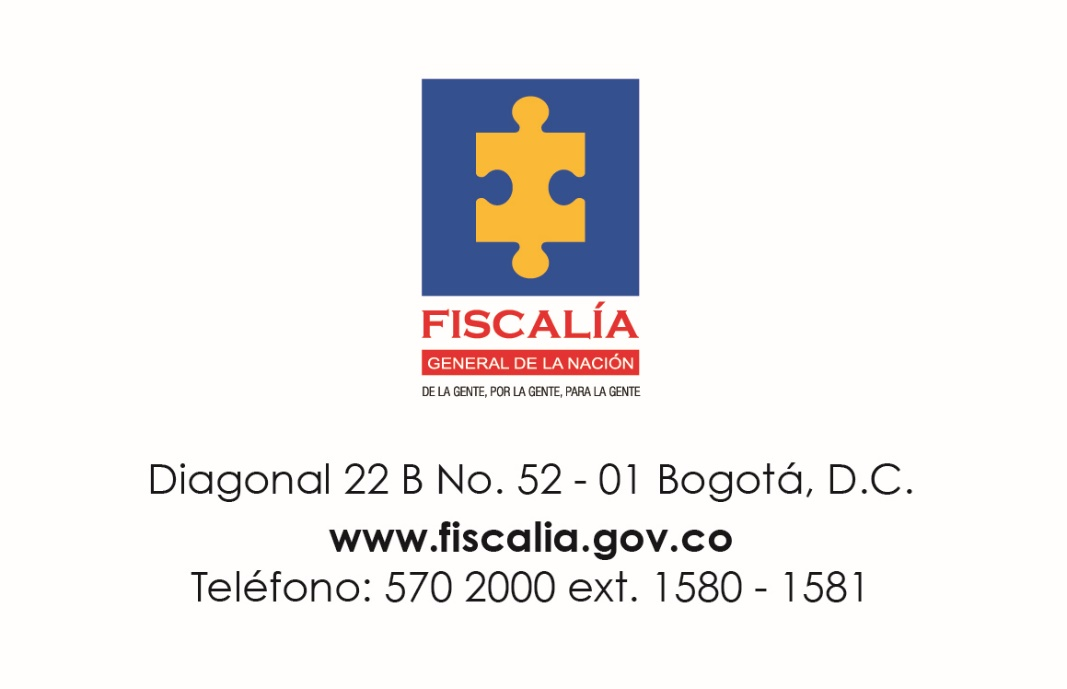 FISCALÍA
GENERAL DE LA NACIÓN
DE LA GENTE, POR LA GENTE, PARA LA GENTE
Diagonal 22 B No. 52 - 01 Bogotá, D.C.
www.fiscalia.gov.co
Teléfono: 570 2000 ext. 1580 - 1581